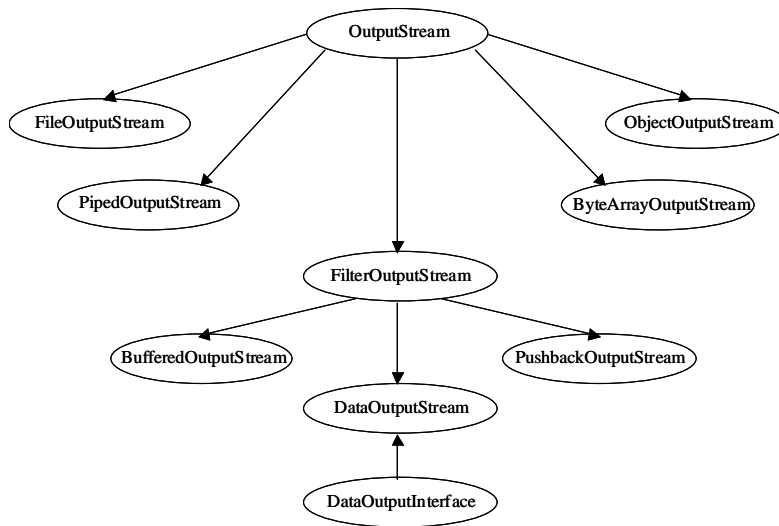 OutputStream
FileOutputStream
ObjectOutputStream
PipedOutputStream
ByteArrayOutputStream
FilterOutputStream
BufferedOutputStream
PushbackOutputStream
DataOutputStream
DataOutputInterface